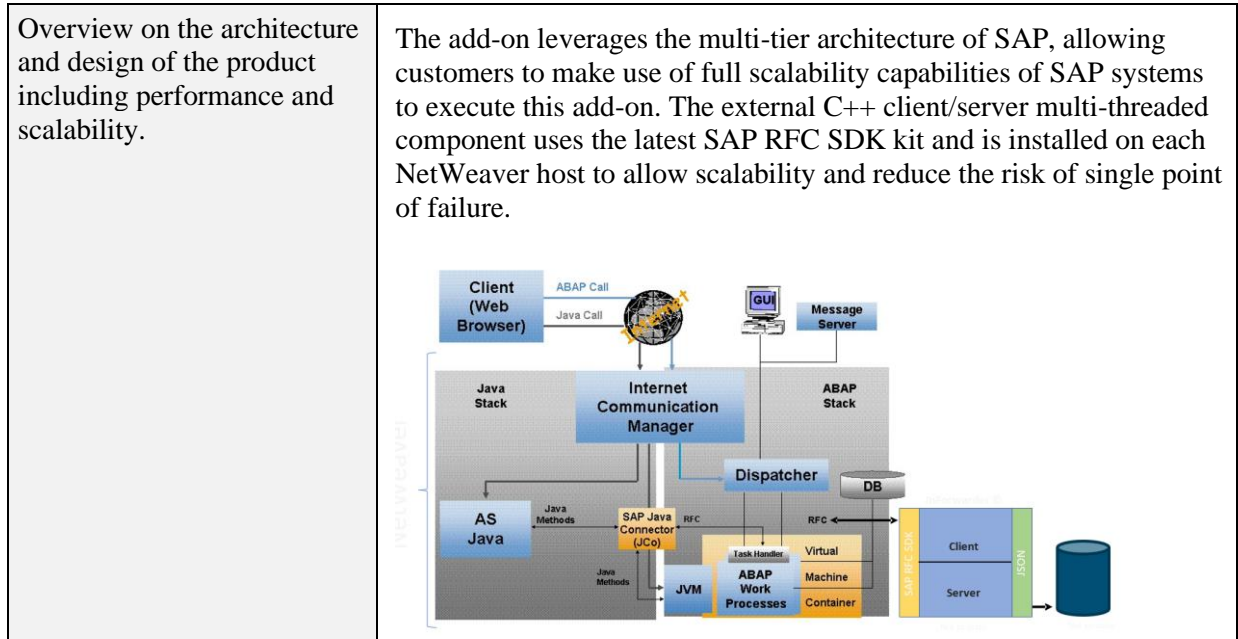 Overview on the architecture
and design of the product
including performance and
scalability.
The add-on leverages the multi-tier architecture of SAP, allowing
customers to make use of full scalability capabilities of SAP systems
to execute this add-on. The external C++ client/server multi-threaded
component uses the latest SAP RFC SDK kit and is installed on each
NetWeaver host to allow scalability and reduce the risk of single point
of failure.
Client
(Web
Browser)
ABAP Call
Java Call
Internet
GUI
Message
Server
Java
Stack
Internet
Communication
Manager
ABAP
Stack
Dispatcher
DB
AS
Java
Java
Methods
SAP Java
Connector
(JCo)
RFC
RFC
Task Handler
Virtual
Java
Methods
JVM
ABAP
Work
Processes
Machine
Container
SAP RFC SDK
Client
Server
JSON